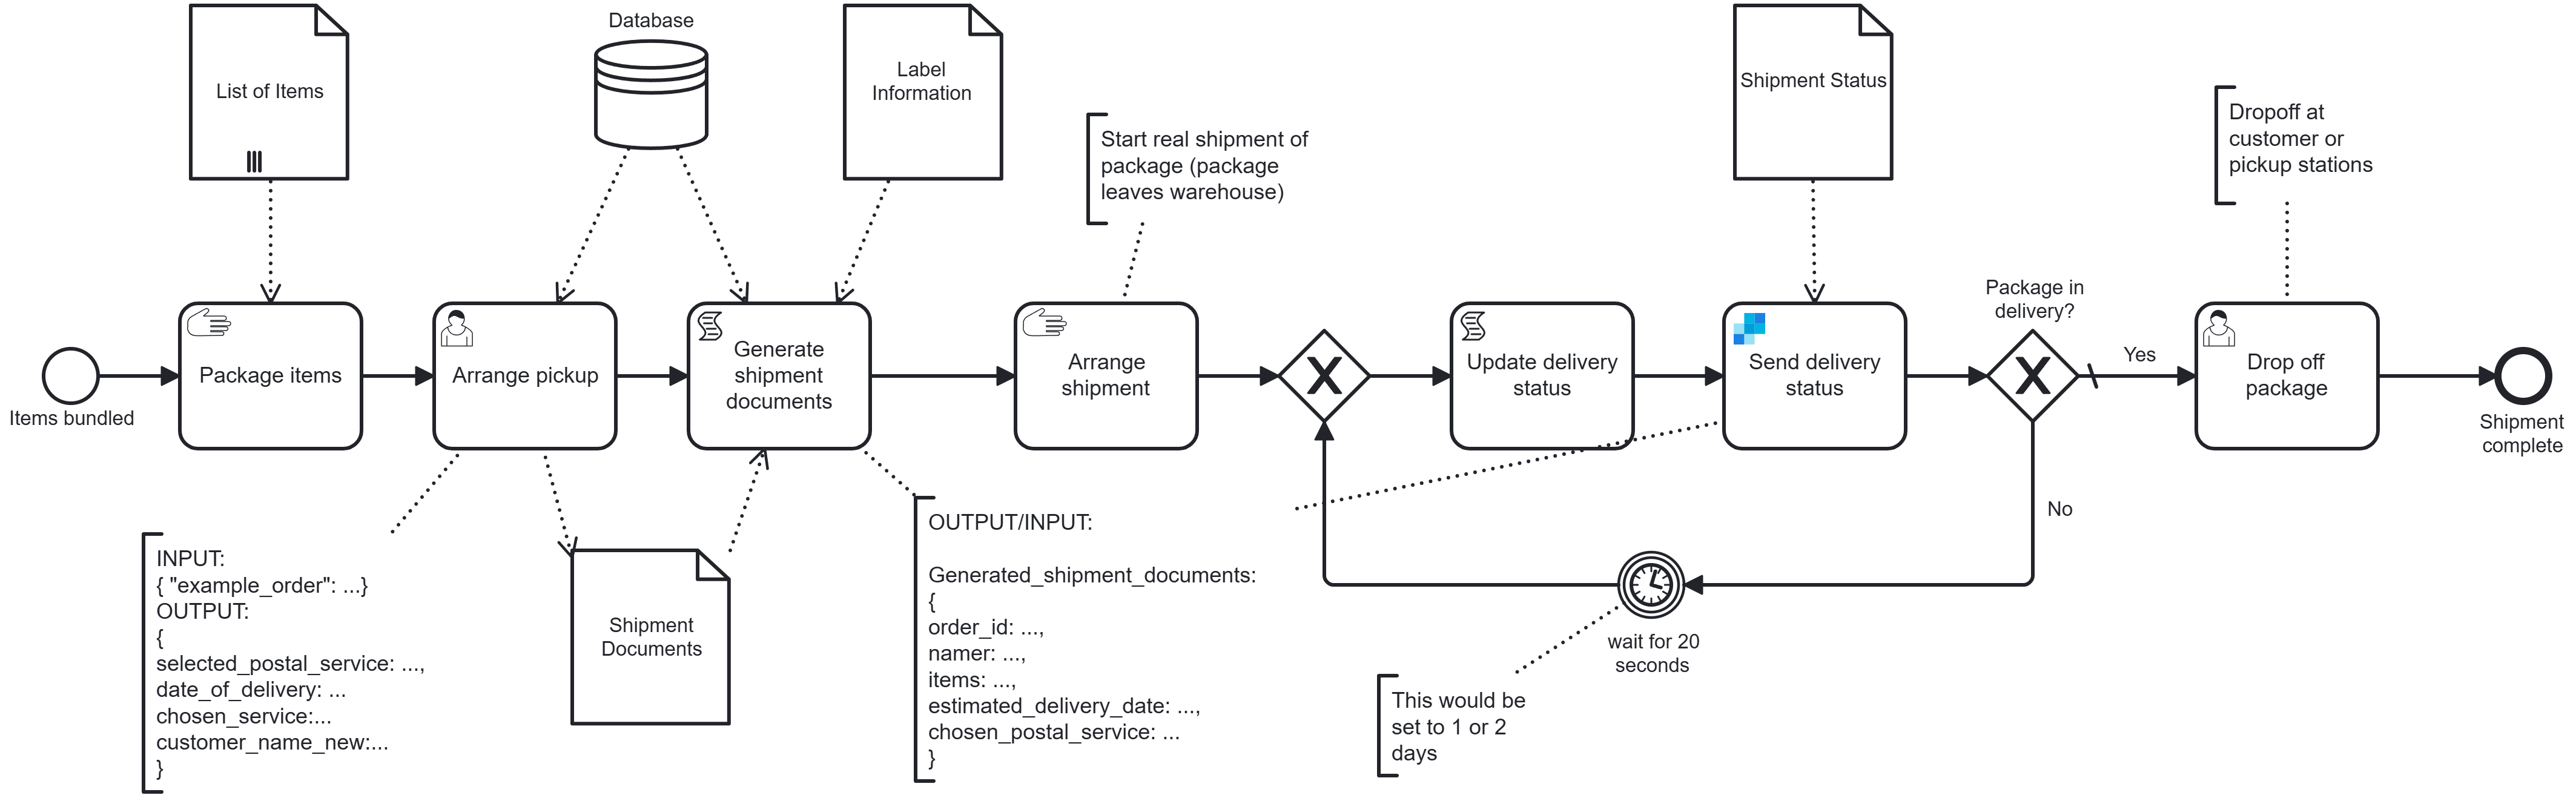 Database
List of Items
Label
Information
Shipment Status
Start real shipment of
package (package
leaves warehouse)
Dropoff at
customer or
pickup stations
Items bundled
Package items
Arrange pickup
Generate
shipment
documents
Arrange
shipment
X
Update delivery
status
Send delivery
status
Package in
delivery?
X
Yes
No
Drop off
package
Shipment
complete
INPUT:
{ "example_order": ...}
OUTPUT:
{
selected_postal_service: ...,
date_of_delivery: ...
chosen_service:...
customer_name_new:...
}
Shipment
Documents
OUTPUT/INPUT:
Generated_shipment_documents:
{
order_id: ...,
namer: ...,
items: ...,
estimated_delivery_date: ...,
chosen_postal_service: ...
}
wait for 20
seconds
This would be
set to 1 or 2
days